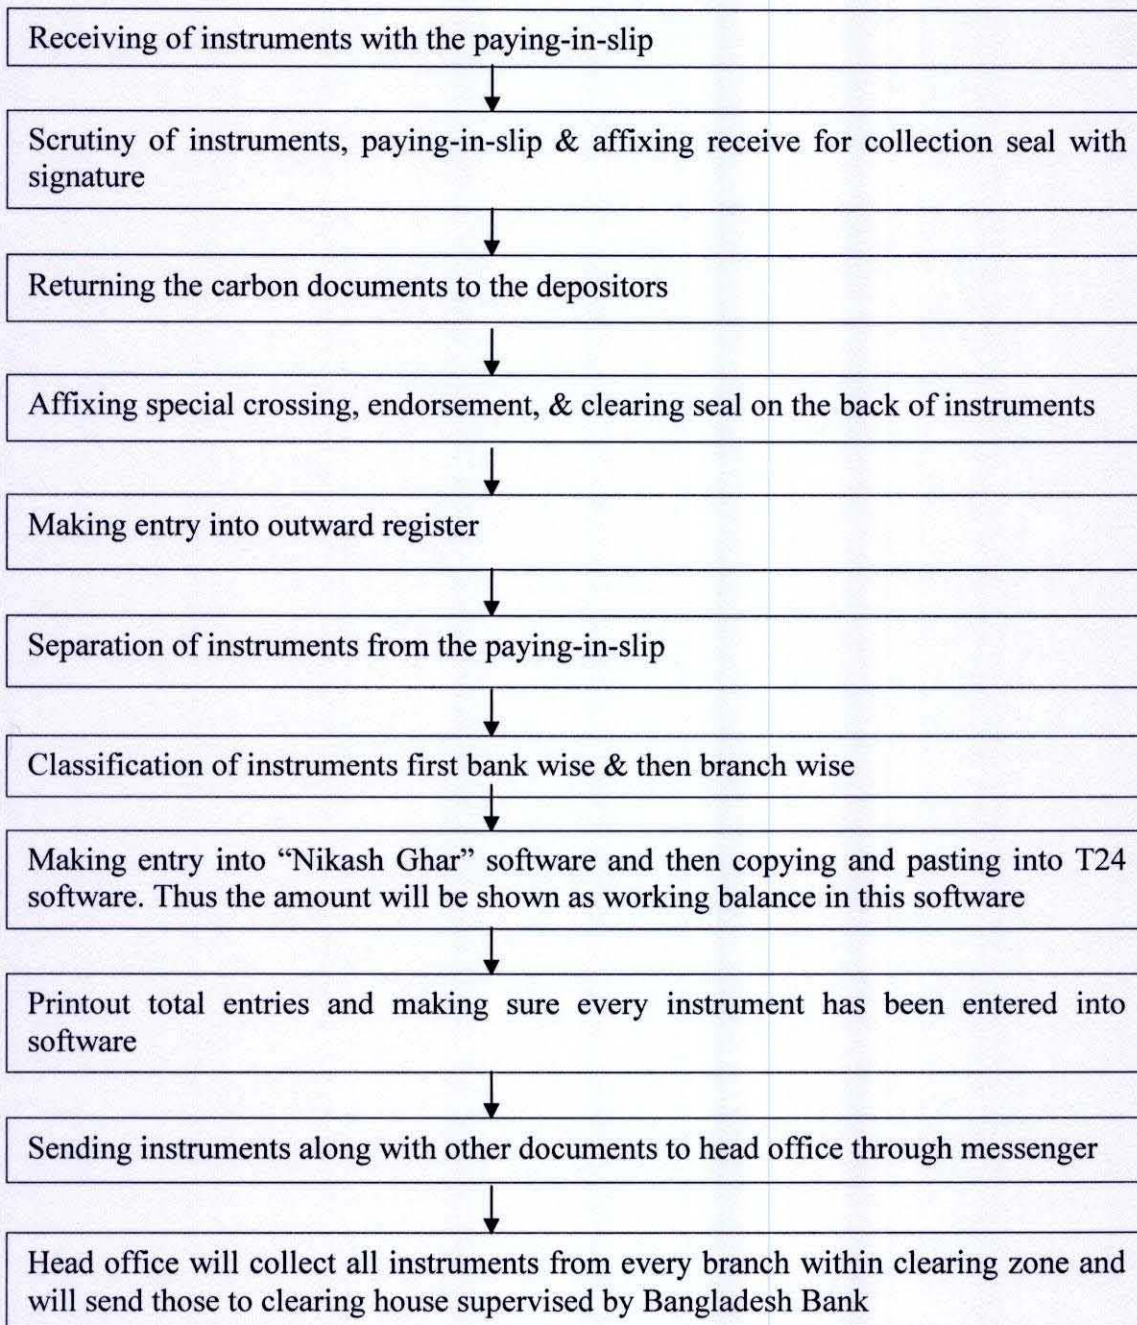 Receiving of instruments with the paying-in-slip
Scrutiny of instruments, paying-in-slip & affixing receive for collection seal with
signature
Returning the carbon documents to the depositors
Affixing special crossing, endorsement, & clearing seal on the back of instruments
Making entry into outward register
Separation of instruments from the paying-in-slip
Classification of instruments first bank wise & then branch wise
Making entry into “Nikash Ghar” software and then copying and pasting into T24
software. Thus the amount will be shown as working balance in this software
Printout total entries and making sure every instrument has been entered into
software
Sending instruments along with other documents to head office through messenger
Head office will collect all instruments from every branch within clearing zone and
will send those to clearing house supervised by Bangladesh Bank